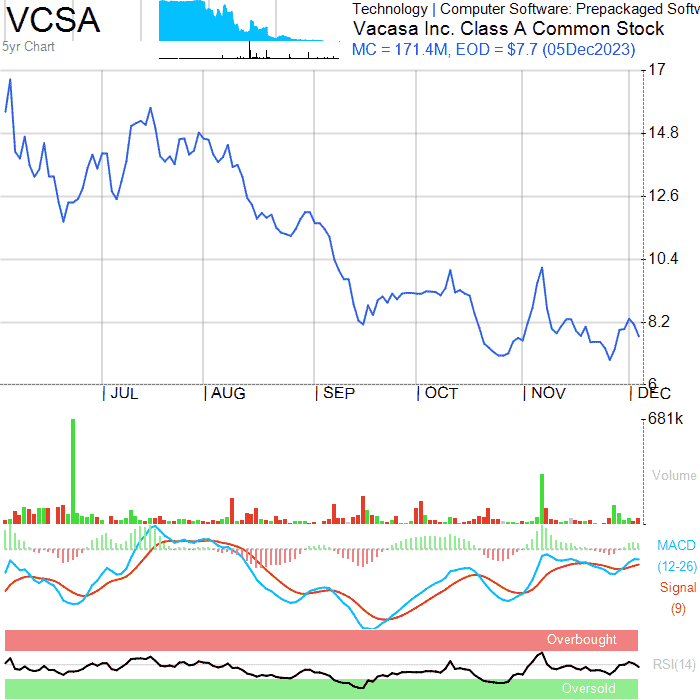 VCSA
5yr Chart
Technology | Computer Software: Prepackaged Softw
Vacasa Inc. Class A Common Stock
MC = 171.4M, EOD = $7.7 (05Dec2023)
17
14.8
12.6
10.4
8.2
6
| JUL | AUG | SEP | OCT | NOV | DEC
681k
Volume
MACD
(12-26)
Signal
(9)
Overbought
RSI(14)
Oversold